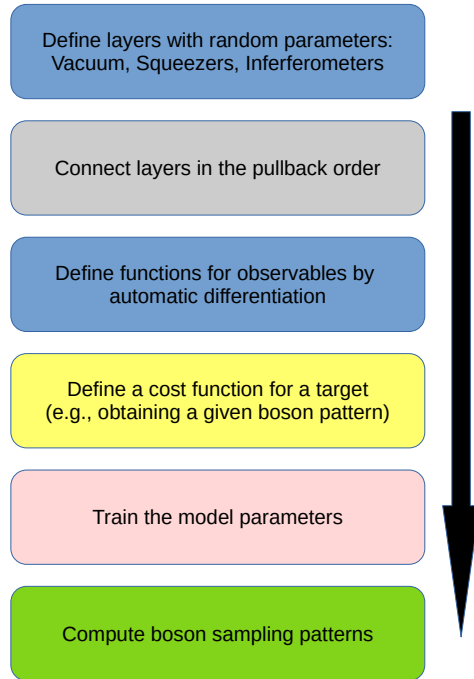 Define layers with random parameters:
Vacuum, Squeezers, Inferferometers
Connect layers in the pullback order
Define functions for observables by
automatic differentiation
Define a cost function for a target
(e.g., obtaining a given boson pattern)
Train the model parameters
Compute boson sampling patterns